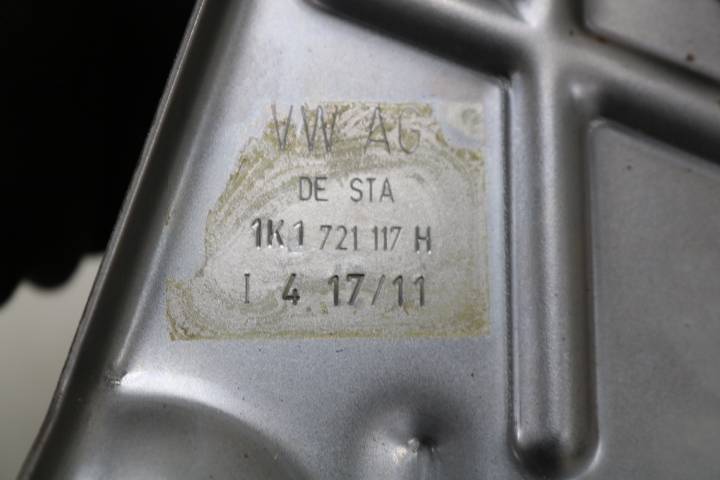 VW AG
DE STA
1K1 721 117 H
I 4 17/11